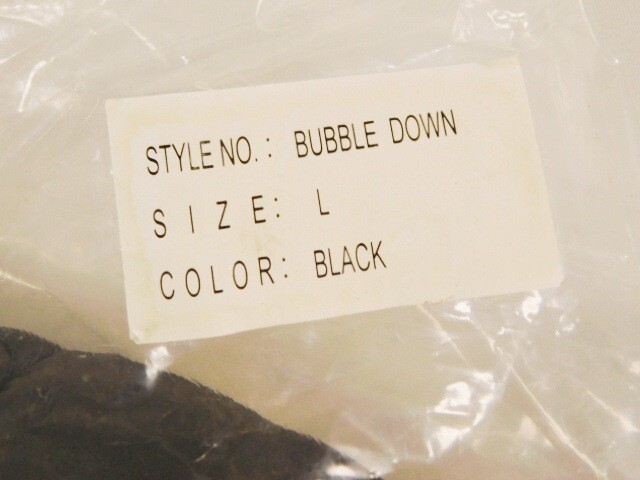 STYLE NO.: BUBBLE DOWN
SIZE: L
COLOR: BLACK